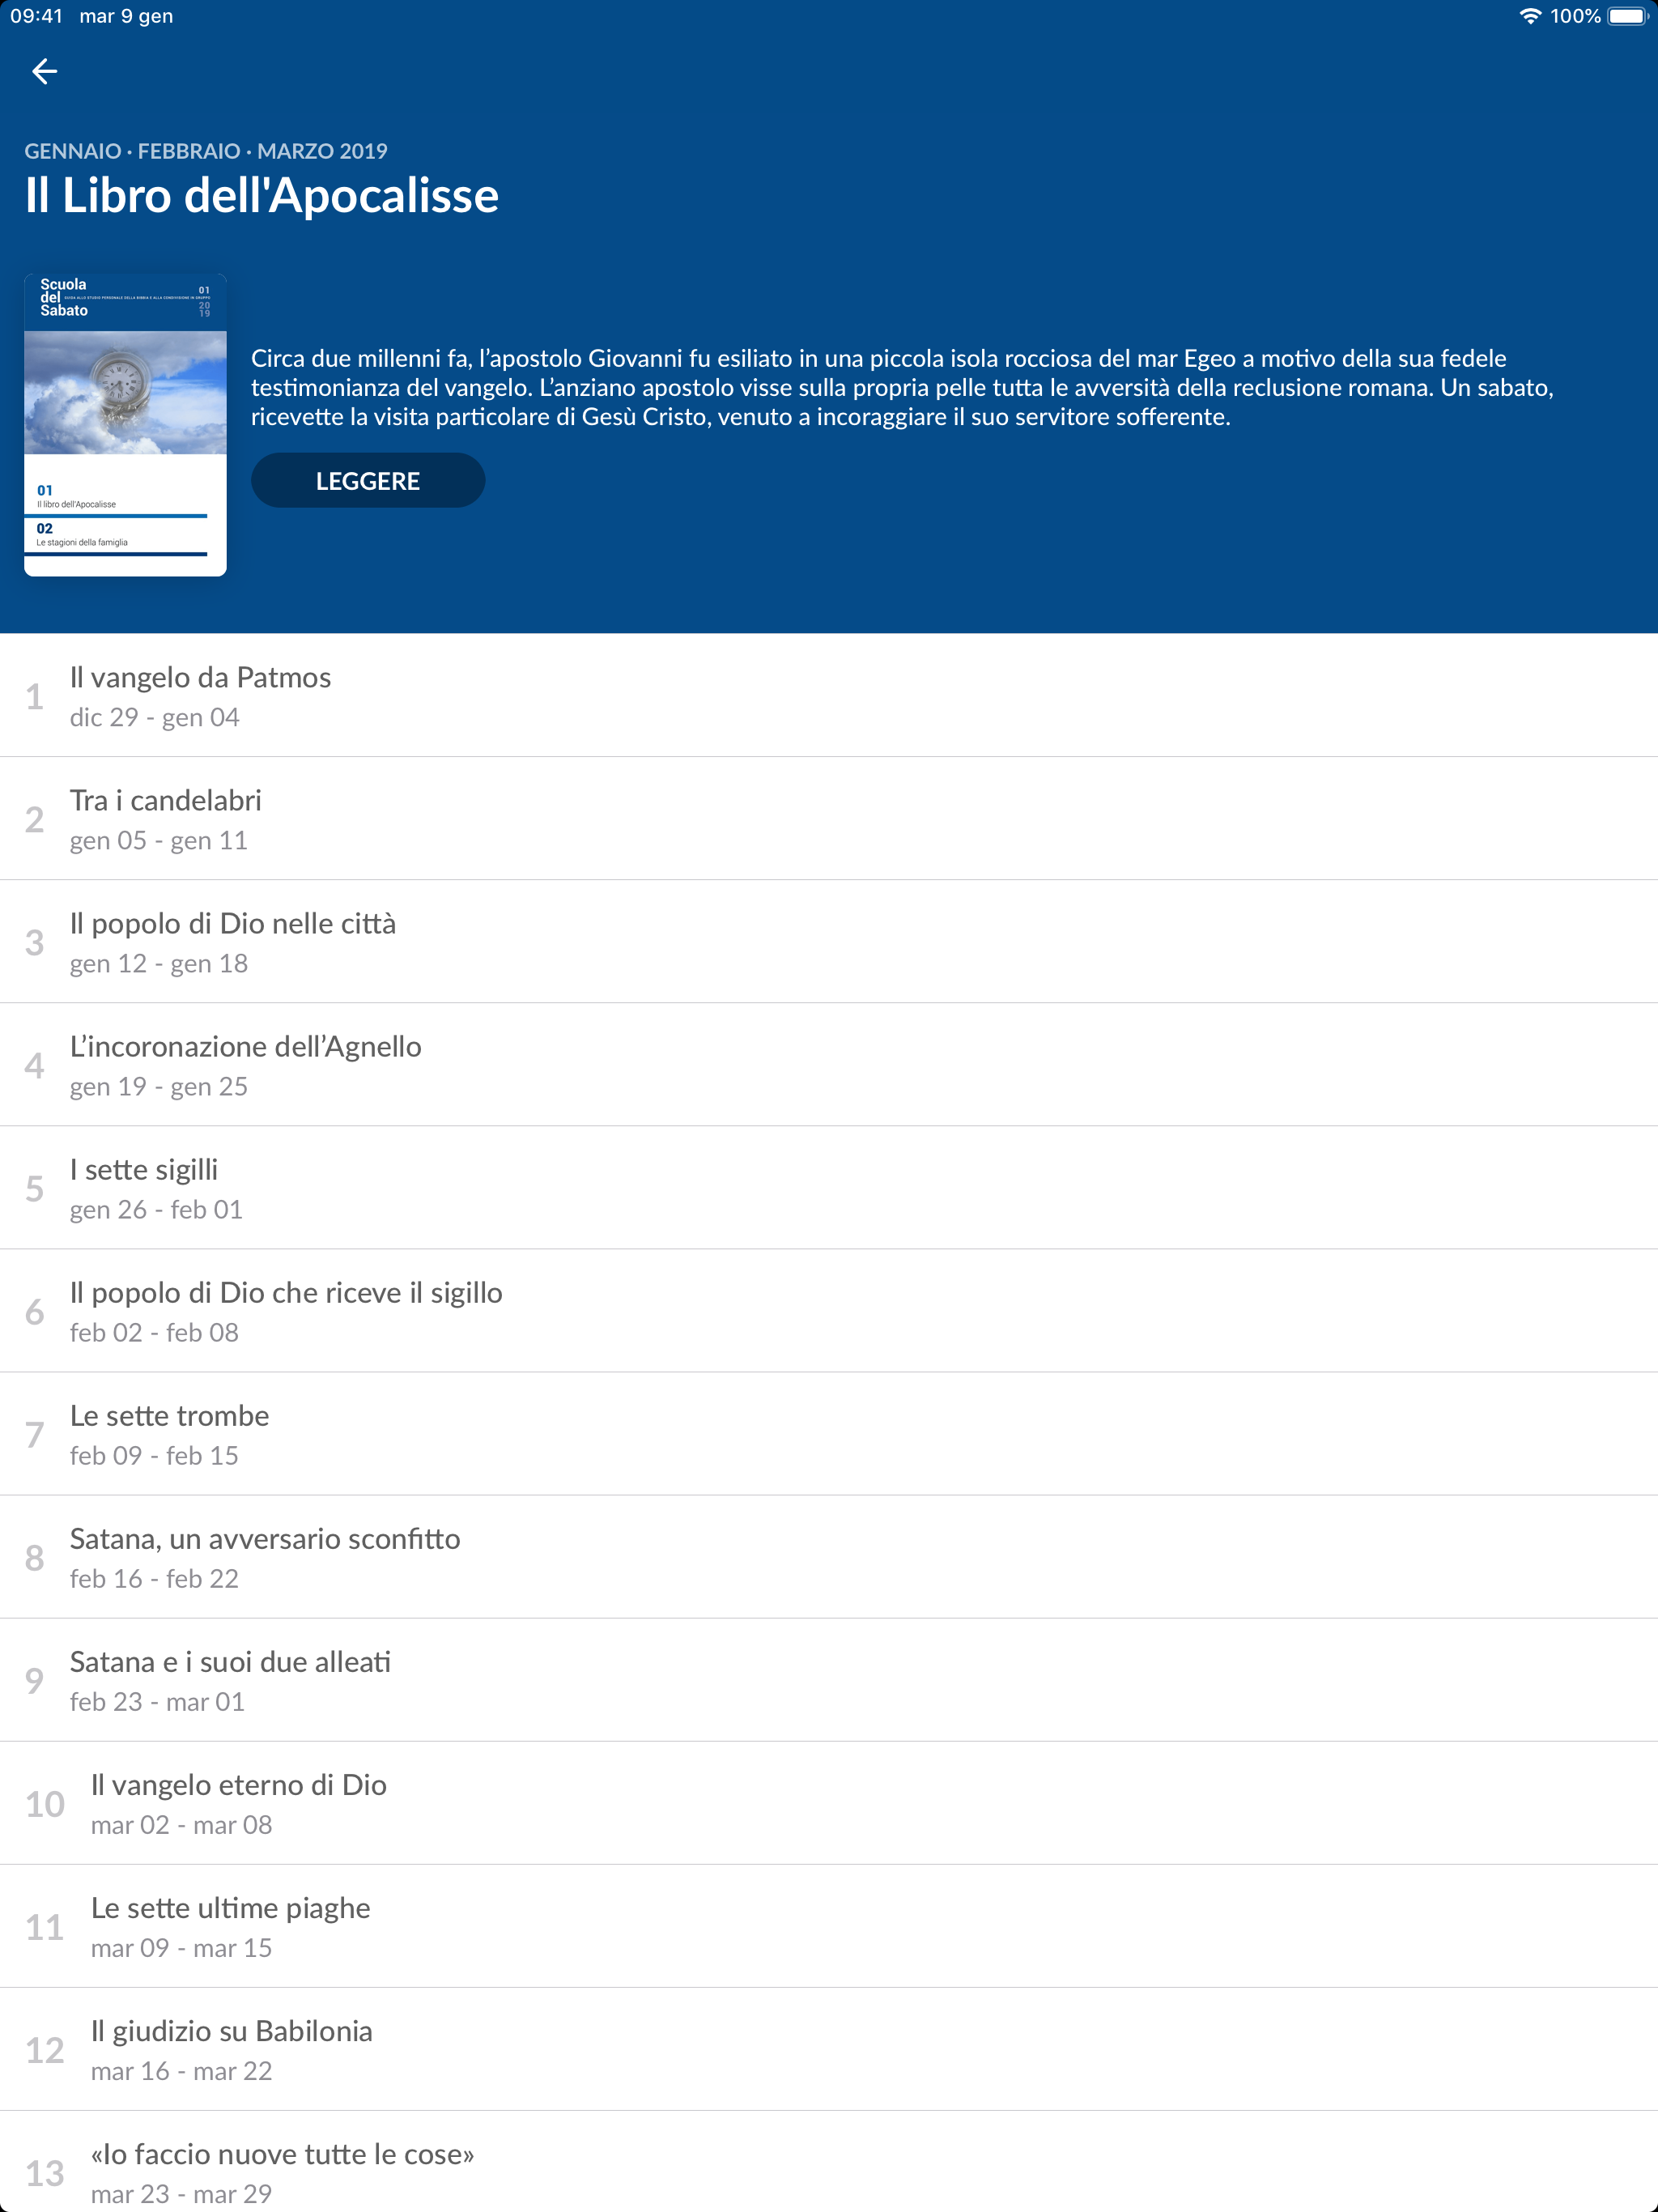 09:41 mar 9 gen 100%
GENNAIO · FEBBRAIO · MARZO 2019
Il Libro dell'Apocalisse
Scuola
del GUIDA ALLO STUDIO PERSONALE DELLA BIBBIA E ALLA CONDIVISIONE IN GRUPPO
Sabato
01
20
19
01
Il libro dell'Apocalisse
02
Le stagioni della famiglia
Circa due millenni fa, l’apostolo Giovanni fu esiliato in una piccola isola rocciosa del mar Egeo a motivo della sua fedele
testimonianza del vangelo. L’anziano apostolo visse sulla propria pelle tutta le avversità della reclusione romana. Un sabato,
ricevette la visita particolare di Gesù Cristo, venuto a incoraggiare il suo servitore sofferente.
LEGGERE
1
Il vangelo da Patmos
dic 29 - gen 04
2
Tra i candelabri
gen 05 - gen 11
3
Il popolo di Dio nelle città
gen 12 - gen 18
4
L’incoronazione dell’Agnello
gen 19 - gen 25
5
I sette sigilli
gen 26 - feb 01
6
Il popolo di Dio che riceve il sigillo
feb 02 - feb 08
7
Le sette trombe
feb 09 - feb 15
8
Satana, un avversario sconfitto
feb 16 - feb 22
9
Satana e i suoi due alleati
feb 23 - mar 01
10
Il vangelo eterno di Dio
mar 02 - mar 08
11
Le sette ultime piaghe
mar 09 - mar 15
12
Il giudizio su Babilonia
mar 16 - mar 22
13
«Io faccio nuove tutte le cose»
mar 23 - mar 29